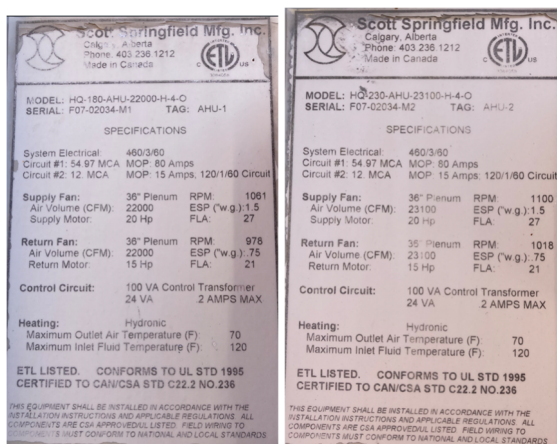 Scott Springfield Mfg. Inc.
Calgary, Alberta
Phone: 403 236 1212
Made in Canada
C ETL US
MODEL: HQ-180-AHU-22000-H-4-O
SERIAL: F07-02034-M1 TAG: AHU-1
SPECIFICATIONS
System Electrical: 460/3/60
Circuit #1: 54.97 MCA MOP: 80 Amps
Circuit #2: 12. MCA MOP: 15 Amps, 120/1/60 Circuit
Supply Fan: 36" Plenum RPM: 1061
Air Volume (CFM): 22000 ESP ("w.g.): 1.5
Supply Motor: 20 Hp FLA: 27
Return Fan: 36" Plenum RPM: 978
Air Volume (CFM): 22000 ESP ("w.g.): .75
Return Motor: 15 Hp FLA: 21
Control Circuit: 100 VA Control Transformer
24 VA .2 AMPS MAX
Heating: Hydronic
Maximum Outlet Air Temperature (F): 70
Maximum Inlet Fluid Temperature (F): 120
ETL LISTED. CONFORMS TO UL STD 1995
CERTIFIED TO CAN/CSA STD C22.2 NO.236
THIS EQUIPMENT SHALL BE INSTALLED IN ACCORDANCE WITH THE
INSTALLATION INSTRUCTIONS AND APPLICABLE REGULATIONS. ALL
COMPONENTS ARE CSA APPROVED/UL LISTED. FIELD WIRING TO
COMPONENTS MUST CONFORM TO NATIONAL AND LOCAL STANDARDS
Scott Springfield Mfg. Inc.
Calgary, Alberta
Phone: 403 236 1212
Made in Canada
C ETL US
MODEL: HQ-230-AHU-23100-H-4-O
SERIAL: F07-02034-M2 TAG: AHU-2
SPECIFICATIONS
System Electrical: 460/3/60
Circuit #1: 54.97 MCA MOP: 80 Amps
Circuit #2: 12. MCA MOP: 15 Amps, 120/1/60 Circuit
Supply Fan: 36" Plenum RPM: 1100
Air Volume (CFM): 23100 ESP ("w.g.): 1.5
Supply Motor: 20 Hp FLA: 27
Return Fan: 36" Plenum RPM: 1018
Air Volume (CFM): 23100 ESP ("w.g.): .75
Return Motor: 15 Hp FLA: 21
Control Circuit: 100 VA Control Transformer
24 VA .2 AMPS MAX
Heating: Hydronic
Maximum Outlet Air Temperature (F): 70
Maximum Inlet Fluid Temperature (F): 120
ETL LISTED. CONFORMS TO UL STD 1995
CERTIFIED TO CAN/CSA STD C22.2 NO.236
THIS EQUIPMENT SHALL BE INSTALLED IN ACCORDANCE WITH THE
INSTALLATION INSTRUCTIONS AND APPLICABLE REGULATIONS. ALL
COMPONENTS ARE CSA APPROVED/UL LISTED. FIELD WIRING TO
COMPONENTS MUST CONFORM TO NATIONAL AND LOCAL STANDARDS